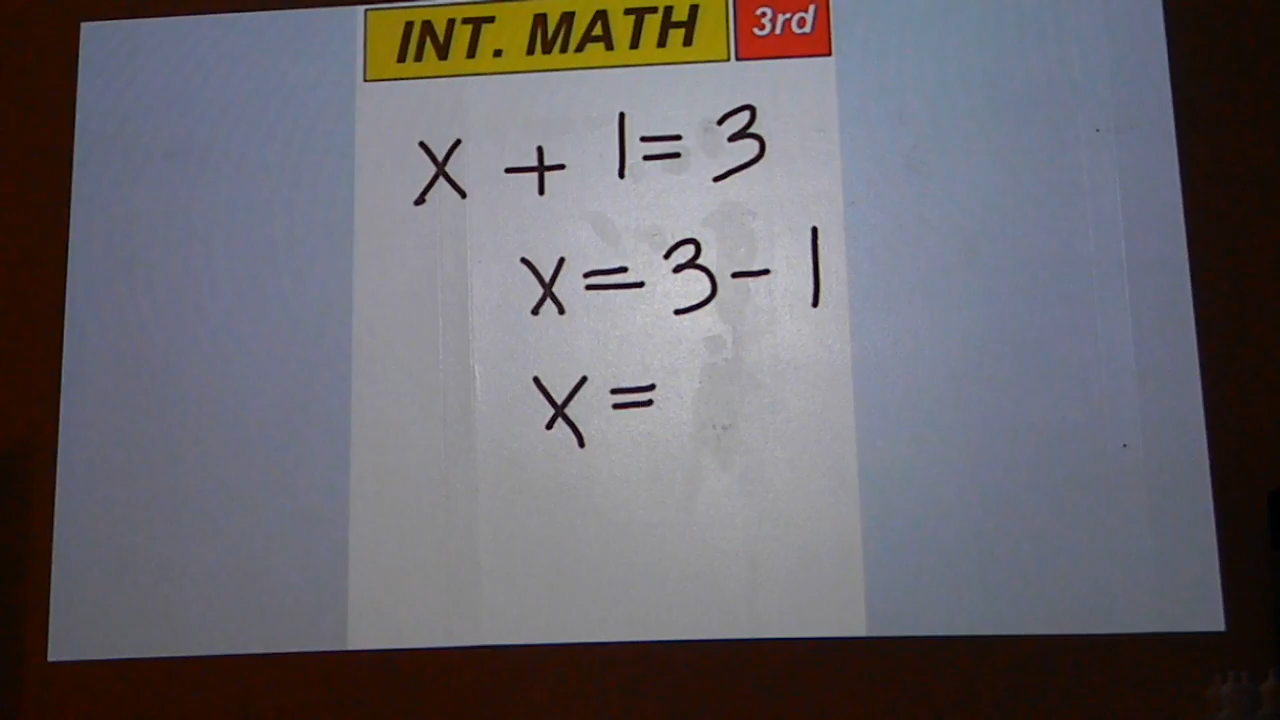 INT. MATH 3rd
x + 1 = 3
x = 3 - 1
x =